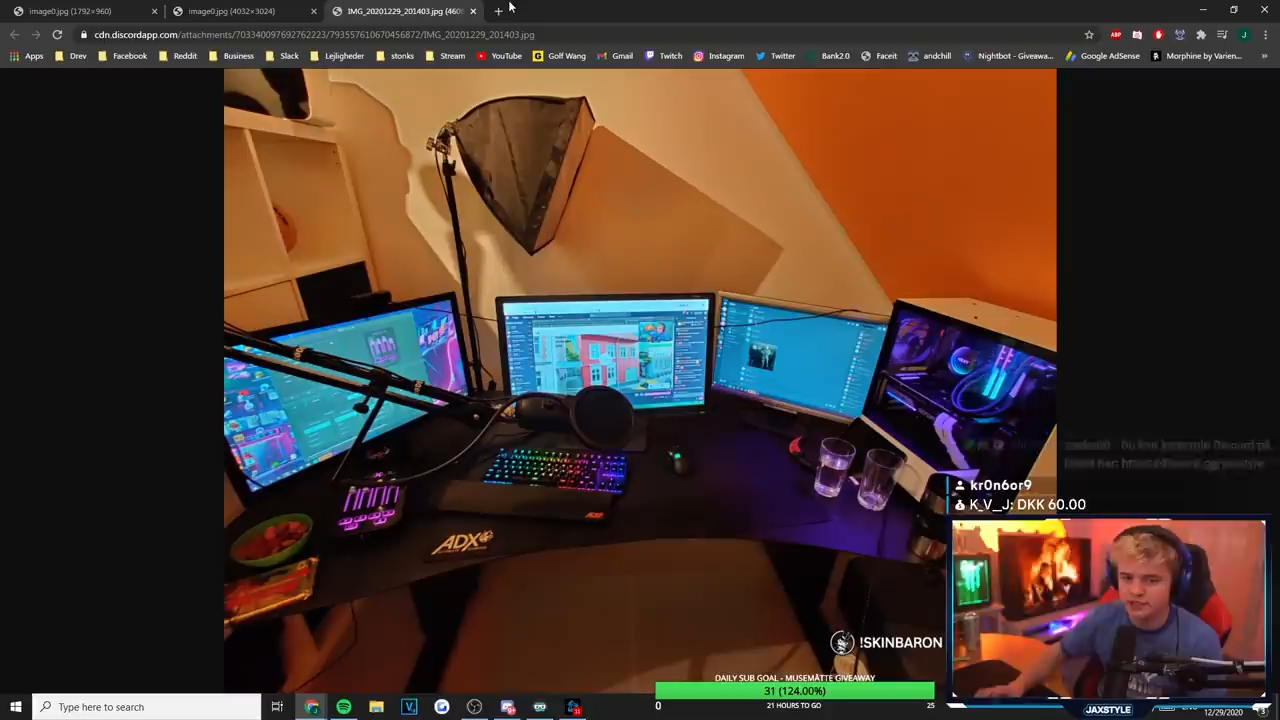 image0.jpg (1792×960)
image0.jpg (4032×3024)
IMG_20201229_201403.jpg (4608
cdn.discordapp.com/attachments/703340097692762223/793557610670456872/IMG_20201229_201403.jpg
Apps
Drev
Facebook
Reddit
Business
Slack
Lejligheder
stonks
Stream
YouTube
Golf Wang
Gmail
Twitch
Instagram
Twitter
Bank2.0
Faceit
andchill
Nightbot - Giveawa...
Google AdSense
Morphine by Varien...
ADX
kr0n6or9
K_V_J: DKK 60.00
!SKINBARON
DAILY SUB GOAL - MUSEMÅTTE GIVEAWAY
31 (124.00%)
0
21 HOURS TO GO
25
JAXSTYLE
Type here to search
12/29/2020